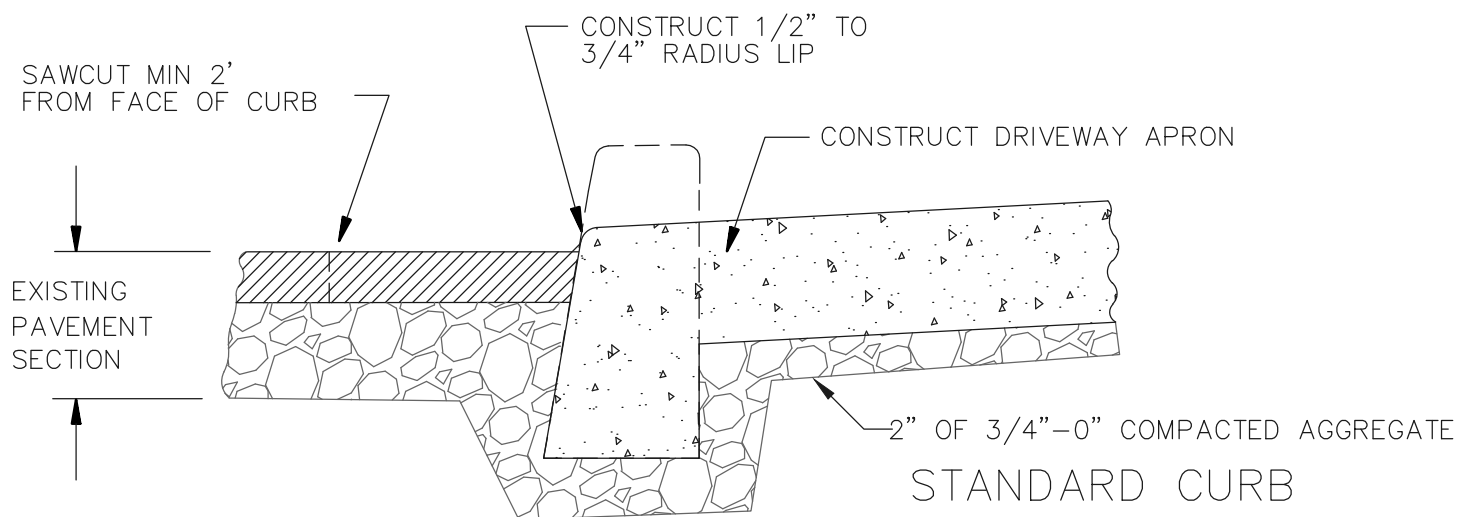 CONSTRUCT 1/2" TO
3/4" RADIUS LIP
SAWCUT MIN 2'
FROM FACE OF CURB
CONSTRUCT DRIVEWAY APRON
EXISTING
PAVEMENT
SECTION
2" OF 3/4"-0" COMPACTED AGGREGATE
STANDARD CURB